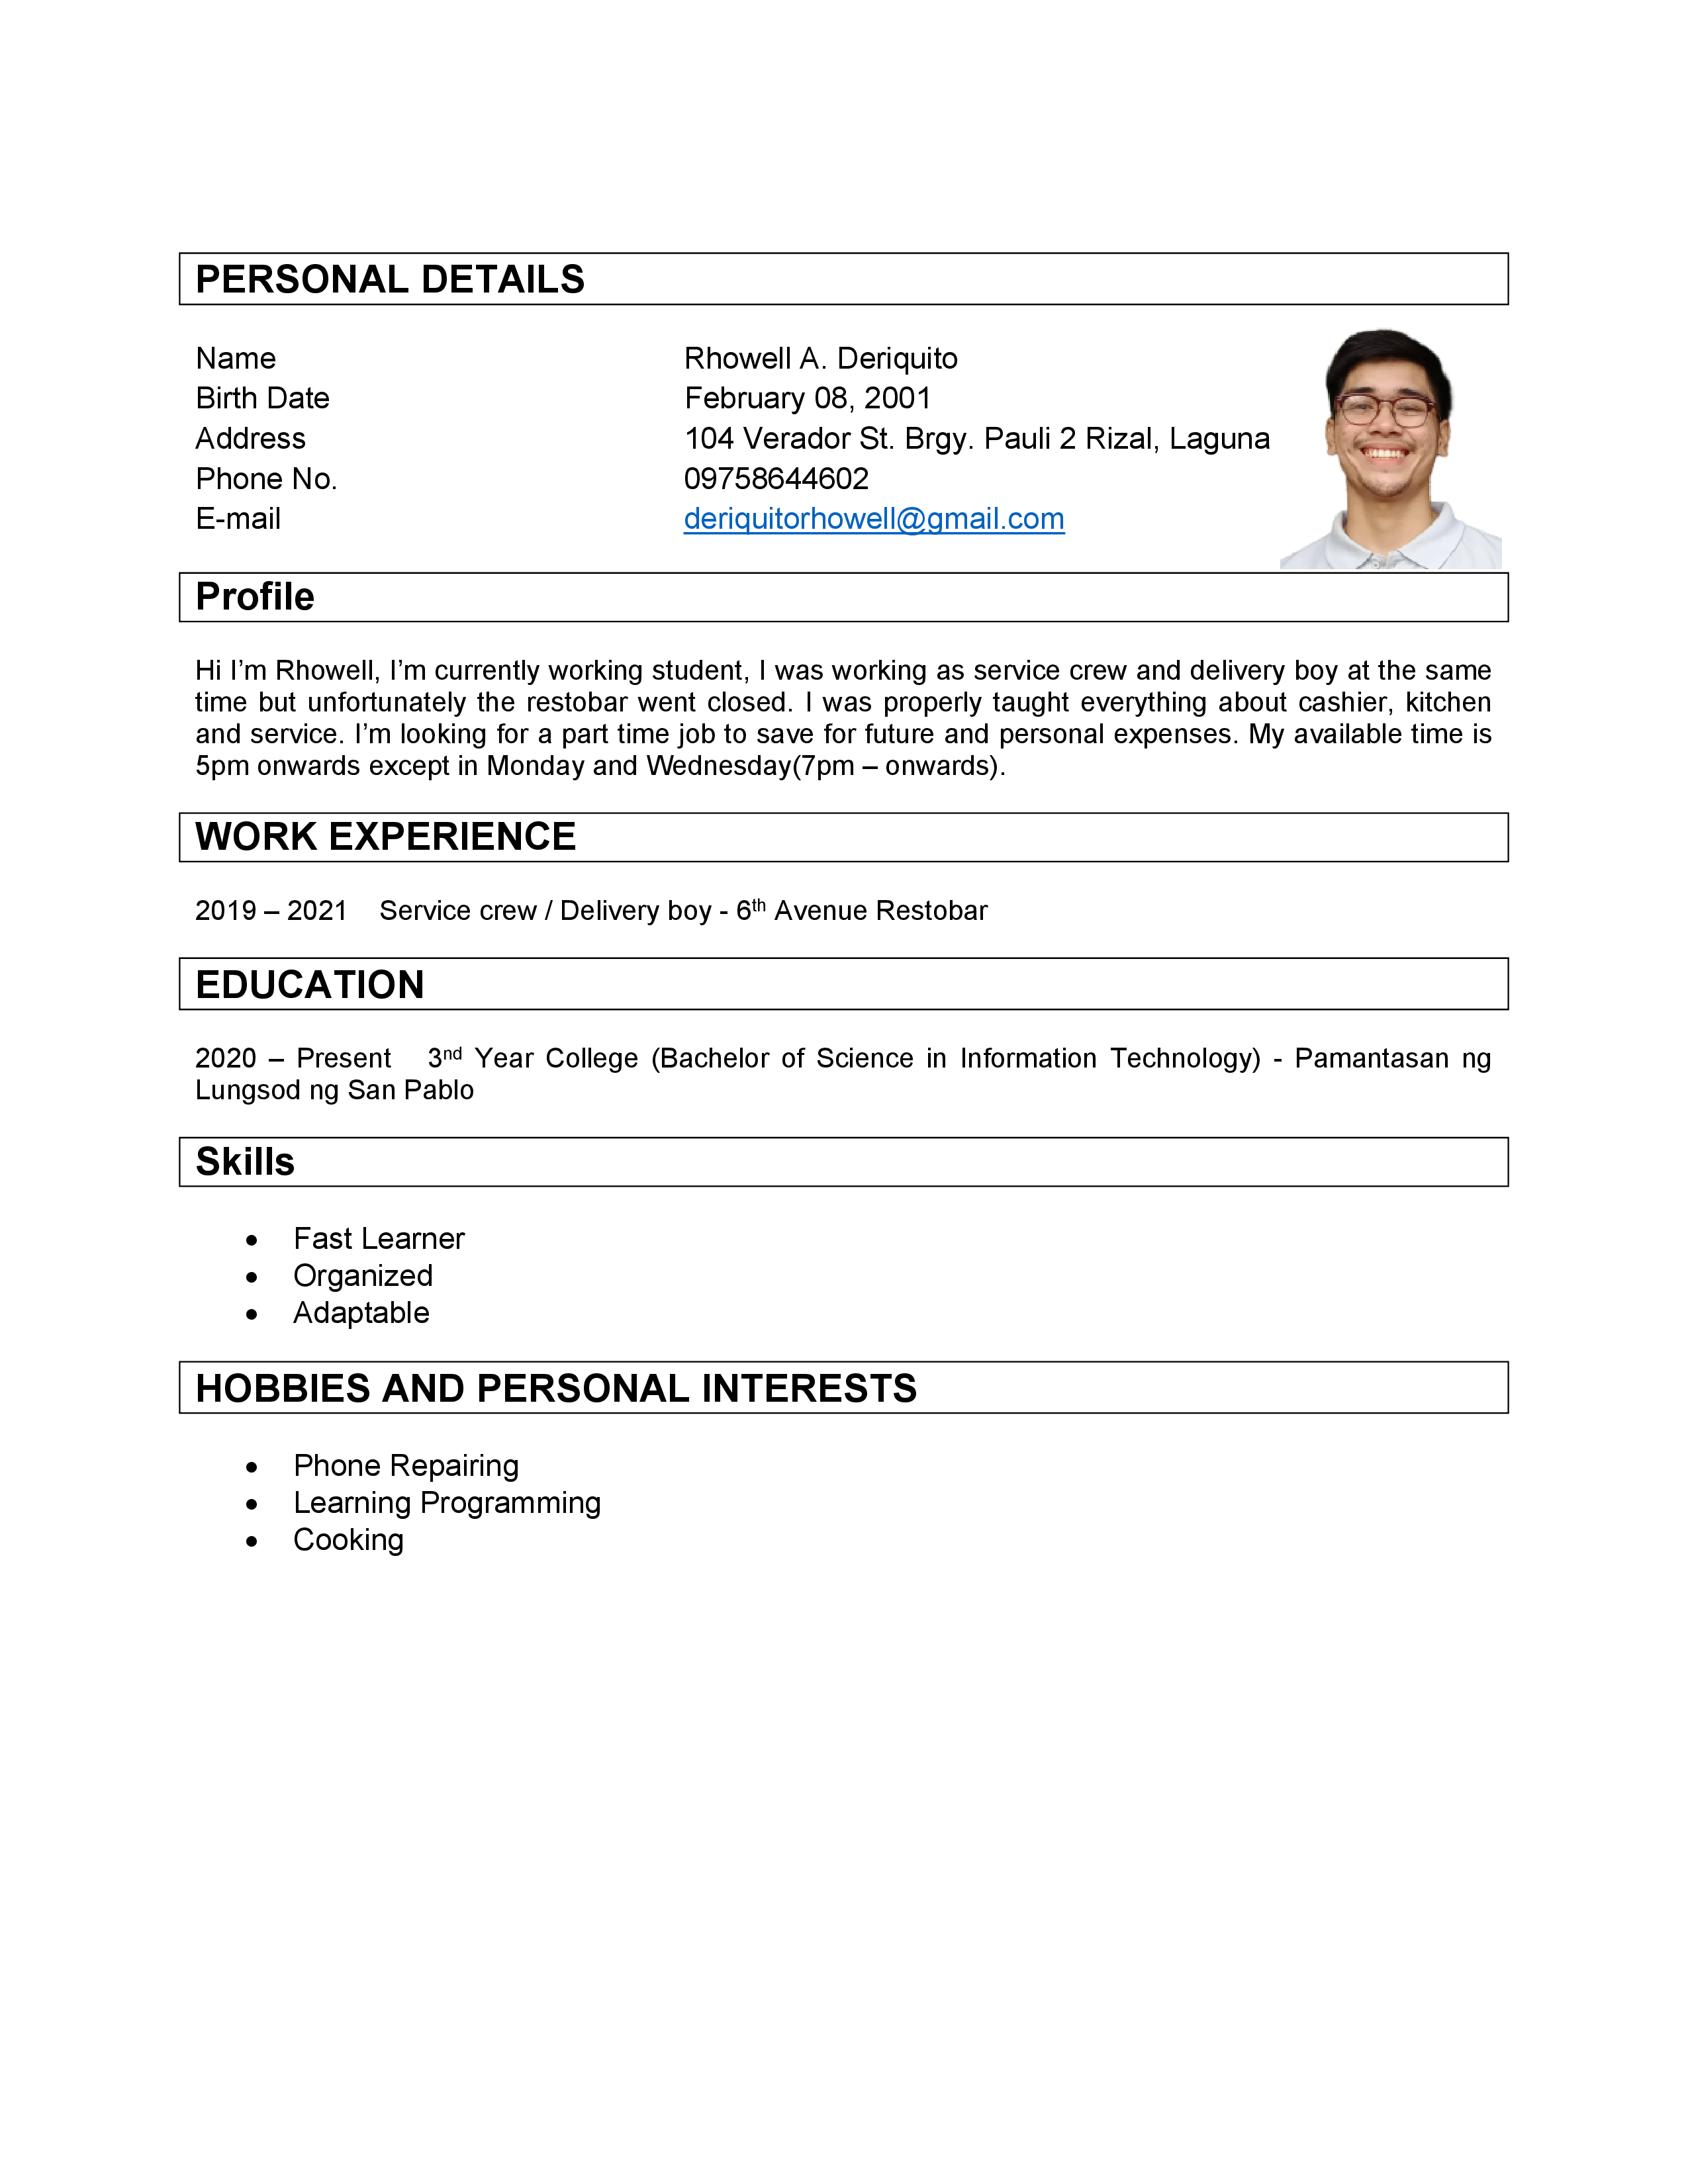 PERSONAL DETAILS
Name Rhowell A. Deriquito
Birth Date February 08, 2001
Address 104 Verador St. Brgy. Pauli 2 Rizal, Laguna
Phone No. 09758644602
E-mail deriquitorhowell@gmail.com
Profile
Hi I’m Rhowell, I’m currently working student, I was working as service crew and delivery boy at the same
time but unfortunately the restobar went closed. I was properly taught everything about cashier, kitchen
and service. I’m looking for a part time job to save for future and personal expenses. My available time is
5pm onwards except in Monday and Wednesday(7pm – onwards).
WORK EXPERIENCE
2019 – 2021 Service crew / Delivery boy - 6th Avenue Restobar
EDUCATION
2020 – Present 3nd Year College (Bachelor of Science in Information Technology) - Pamantasan ng
Lungsod ng San Pablo
Skills
• Fast Learner
• Organized
• Adaptable
HOBBIES AND PERSONAL INTERESTS
• Phone Repairing
• Learning Programming
• Cooking